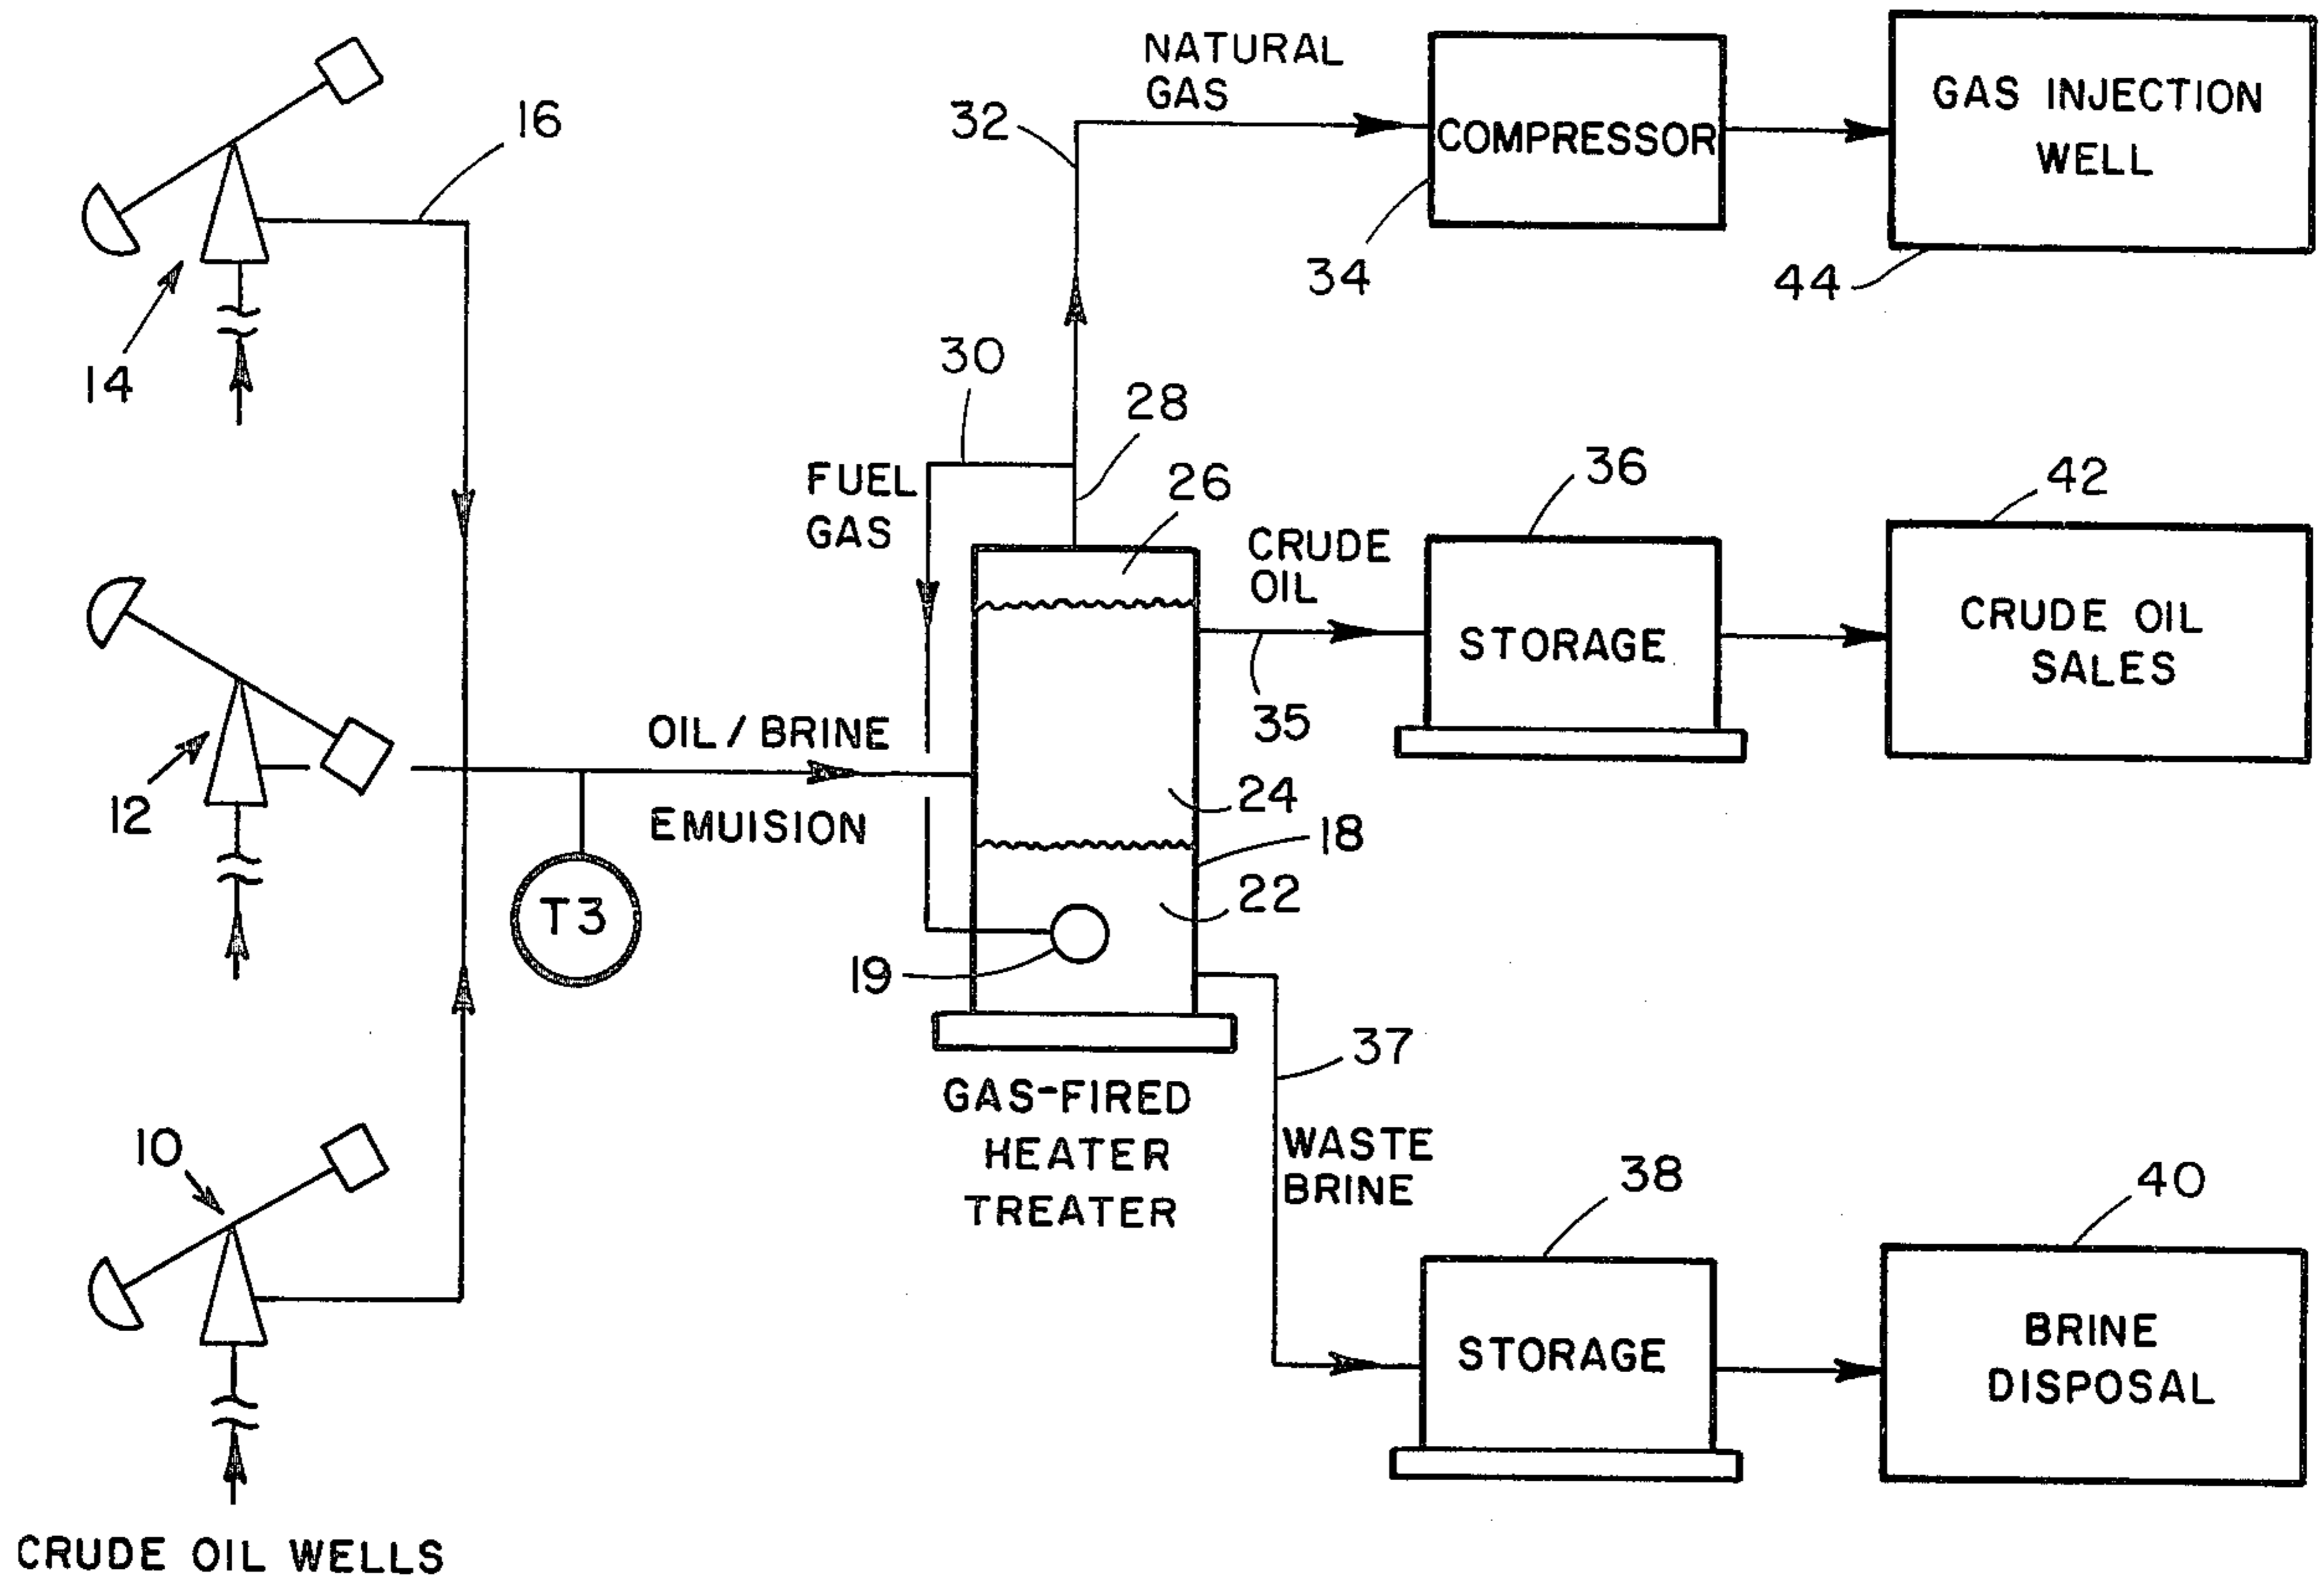 NATURAL
GAS
COMPRESSOR
GAS INJECTION
WELL
16
32
34
44
14
30
28
FUEL
GAS
26
CRUDE
OIL
36
42
STORAGE
CRUDE OIL
SALES
35
12
OIL / BRINE
EMUISION
24
18
22
T3
19
37
GAS-FIRED
HEATER
TREATER
WASTE
BRINE
10
38
40
STORAGE
BRINE
DISPOSAL
CRUDE OIL WELLS